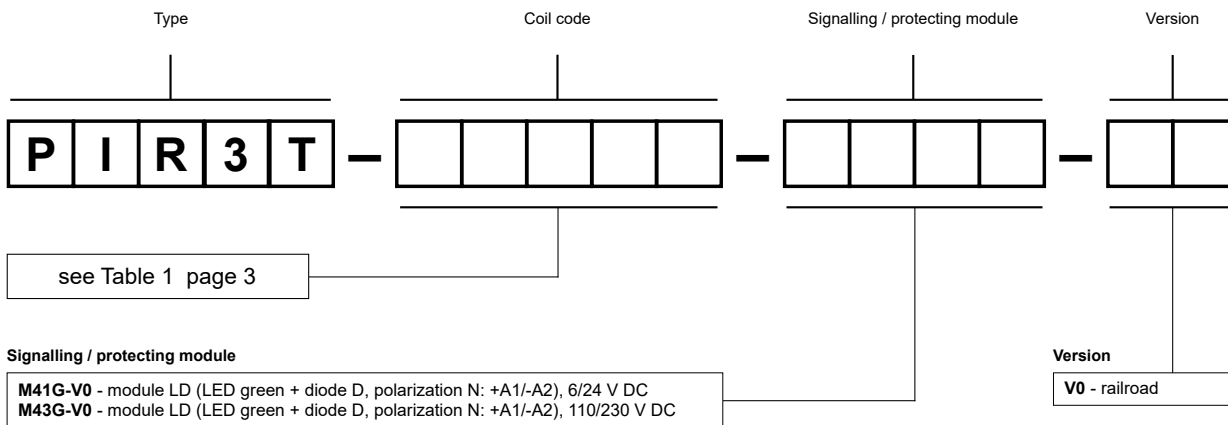 Type Coil code Signalling / protecting module Version
P I R 3 T – – –
see Table 1 page 3
Signalling / protecting module
M41G-V0 - module LD (LED green + diode D, polarization N: +A1/-A2), 6/24 V DC
M43G-V0 - module LD (LED green + diode D, polarization N: +A1/-A2), 110/230 V DC
Version
V0 - railroad